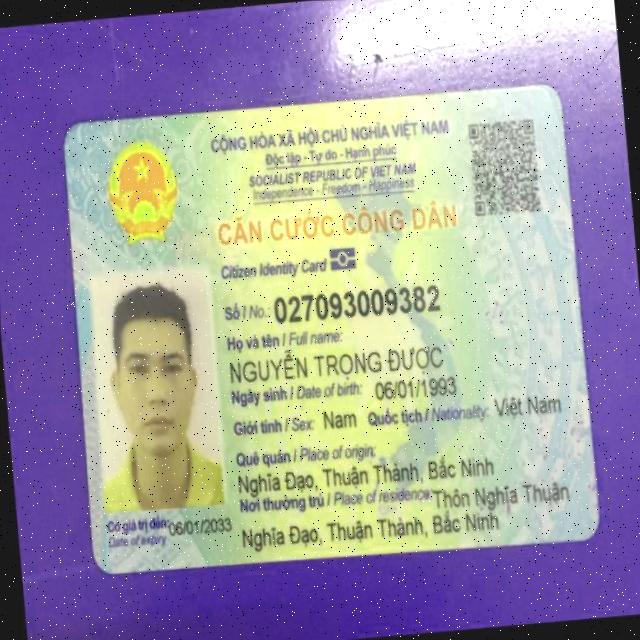 CỘNG HÒA XÃ HỘI CHỦ NGHĨA VIỆT NAM
Độc lập - Tự do - Hạnh phúc
SOCIALIST REPUBLIC OF VIET NAM
Independence - Freedom - Happiness
CĂN CƯỚC CÔNG DÂN
Citizen Identity Card
Số / No.: 027093009382
Họ và tên / Full name:
NGUYỄN TRỌNG ĐƯỢC
Ngày sinh / Date of birth: 06/01/1993
Giới tính / Sex: Nam Quốc tịch / Nationality: Việt Nam
Quê quán / Place of origin:
Nghĩa Đạo, Thuận Thành, Bắc Ninh
Nơi thường trú / Place of residence: Thôn Nghĩa Thuận
Nghĩa Đạo, Thuận Thành, Bắc Ninh
Có giá trị đến: 06/01/2033
Date of expiry